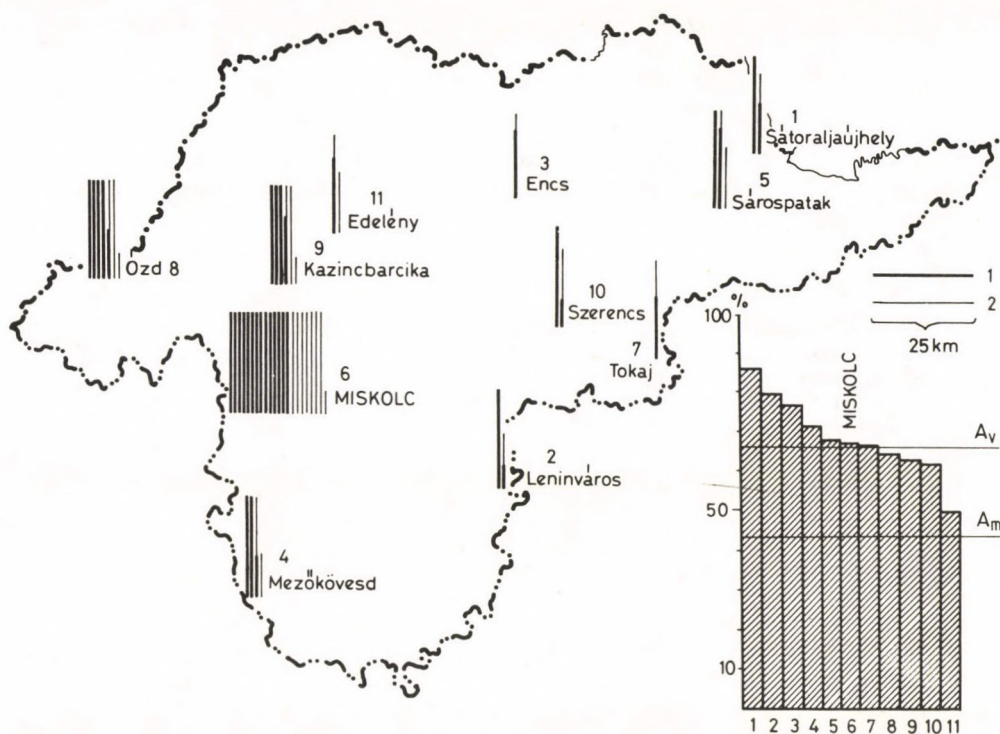 1
Sátoraljaújhely
3
Encs
5
Sárospatak
11
Edelény
9
Kazincbarcika
Ózd 8
10
Szerencs
7
Tokaj
6
MISKOLC
2
Leninváros
4
Mezőkövesd
1
2
25 km
%
100
MISKOLC
Av
50
Am
10
1 2 3 4 5 6 7 8 9 10 11